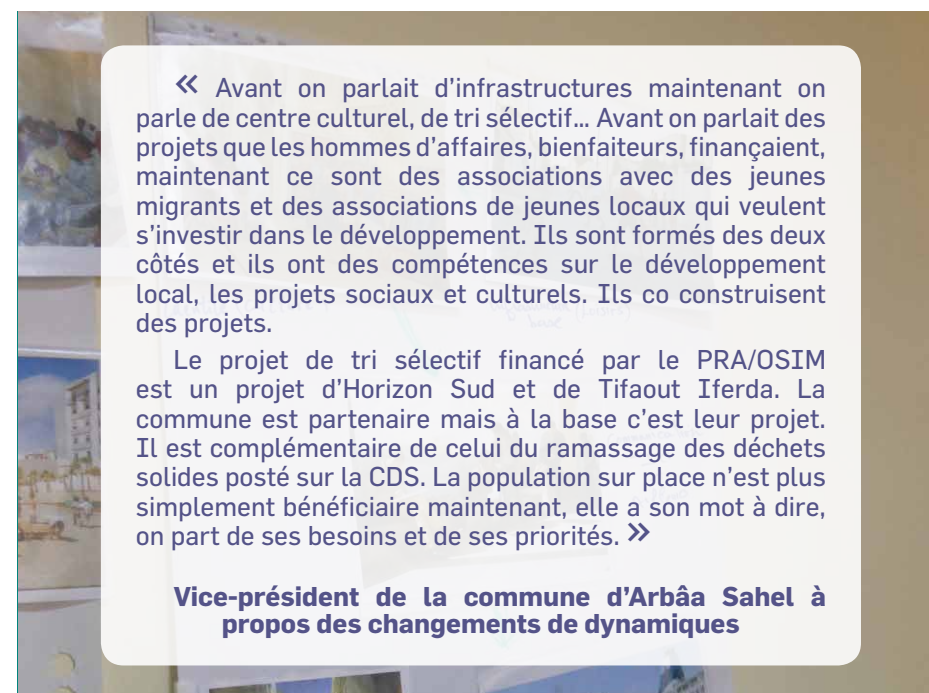 « Avant on parlait d'infrastructures maintenant on
parle de centre culturel, de tri sélectif... Avant on parlait des
projets que les hommes d'affaires, bienfaiteurs, finançaient,
maintenant ce sont des associations avec des jeunes
migrants et des associations de jeunes locaux qui veulent
s'investir dans le développement. Ils sont formés des deux
côtés et ils ont des compétences sur le développement
local, les projets sociaux et culturels. Ils co construisent
des projets.
Le projet de tri sélectif financé par le PRA/OSIM
est un projet d'Horizon Sud et de Tifaout Iferda. La
commune est partenaire mais à la base c'est leur projet.
Il est complémentaire de celui du ramassage des déchets
solides posté sur la CDS. La population sur place n'est plus
simplement bénéficiaire maintenant, elle a son mot à dire,
on part de ses besoins et de ses priorités. »
Vice-président de la commune d'Arbâa Sahel à
propos des changements de dynamiques